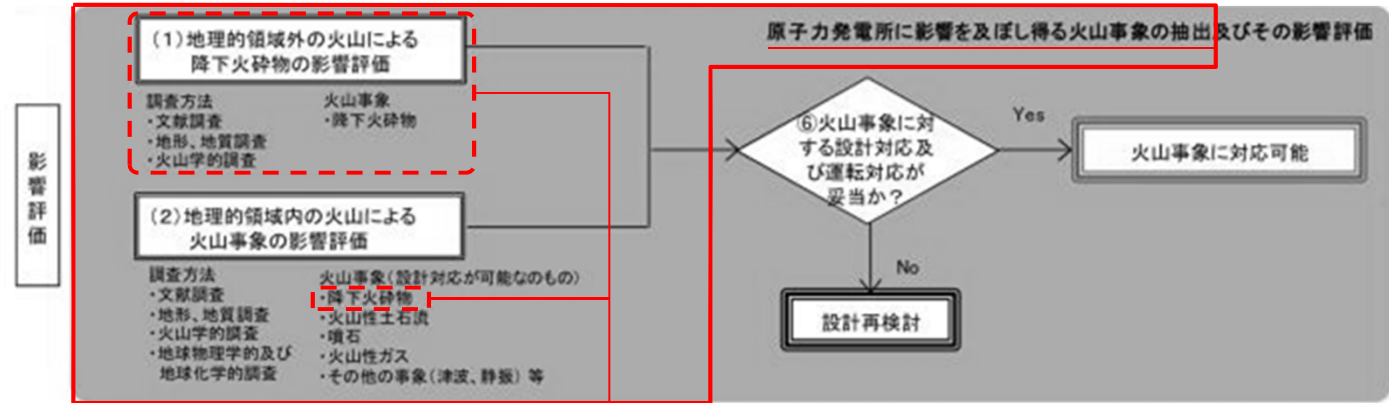 影響評価
原子力発電所に影響を及ぼし得る火山事象の抽出及びその影響評価
(1)地理的領域外の火山による
降下火砕物の影響評価
調査方法
・文献調査
・地形、地質調査
・火山学的調査
火山事象
・降下火砕物
(2)地理的領域内の火山による
火山事象の影響評価
調査方法
・文献調査
・地形、地質調査
・火山学的調査
・地球物理学的及び
地球化学的調査
火山事象(設計対応が可能なのもの)
・降下火砕物
・火山性土石流
・噴石
・火山性ガス
・その他の事象(津波、静振)等
⑥火山事象に対
する設計対応及
び運転対応が
妥当か?
Yes
火山事象に対応可能
No
設計再検討